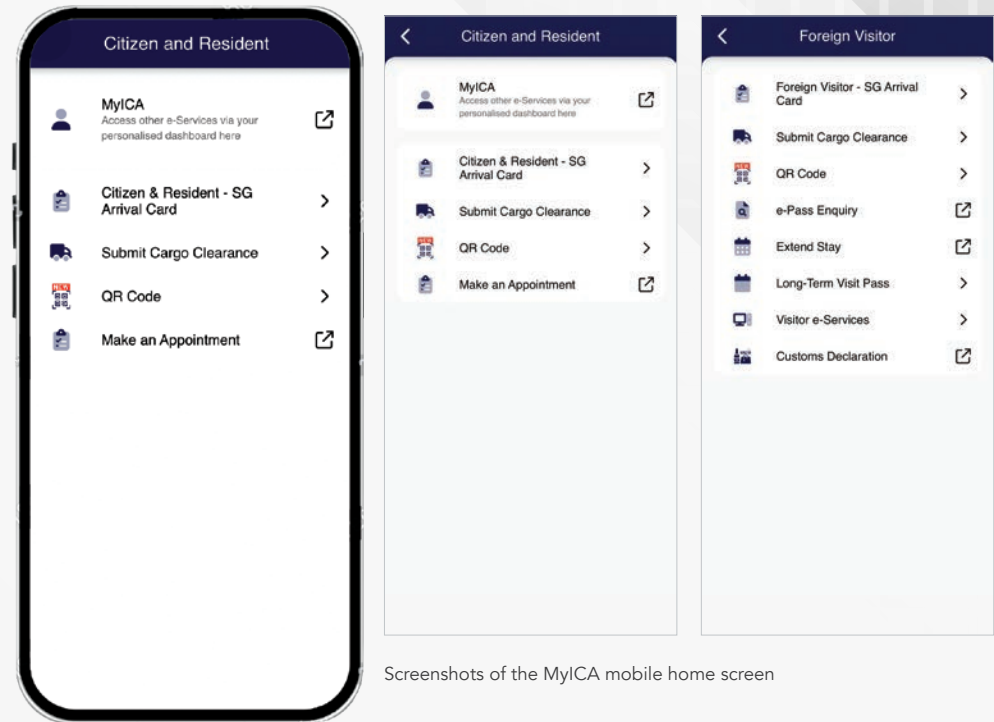 Citizen and Resident
MyICA
Access other e-Services via your
personalised dashboard here
Citizen & Resident - SG
Arrival Card
Submit Cargo Clearance
NEW
QR Code
Make an Appointment
Citizen and Resident
MyICA
Access other e-Services via your
personalised dashboard here
Citizen & Resident - SG
Arrival Card
Submit Cargo Clearance
NEW
QR Code
Make an Appointment
Foreign Visitor
Foreign Visitor - SG Arrival
Card
Submit Cargo Clearance
NEW
QR Code
e-Pass Enquiry
Extend Stay
Long-Term Visit Pass
Visitor e-Services
Customs Declaration
Screenshots of the MyICA mobile home screen